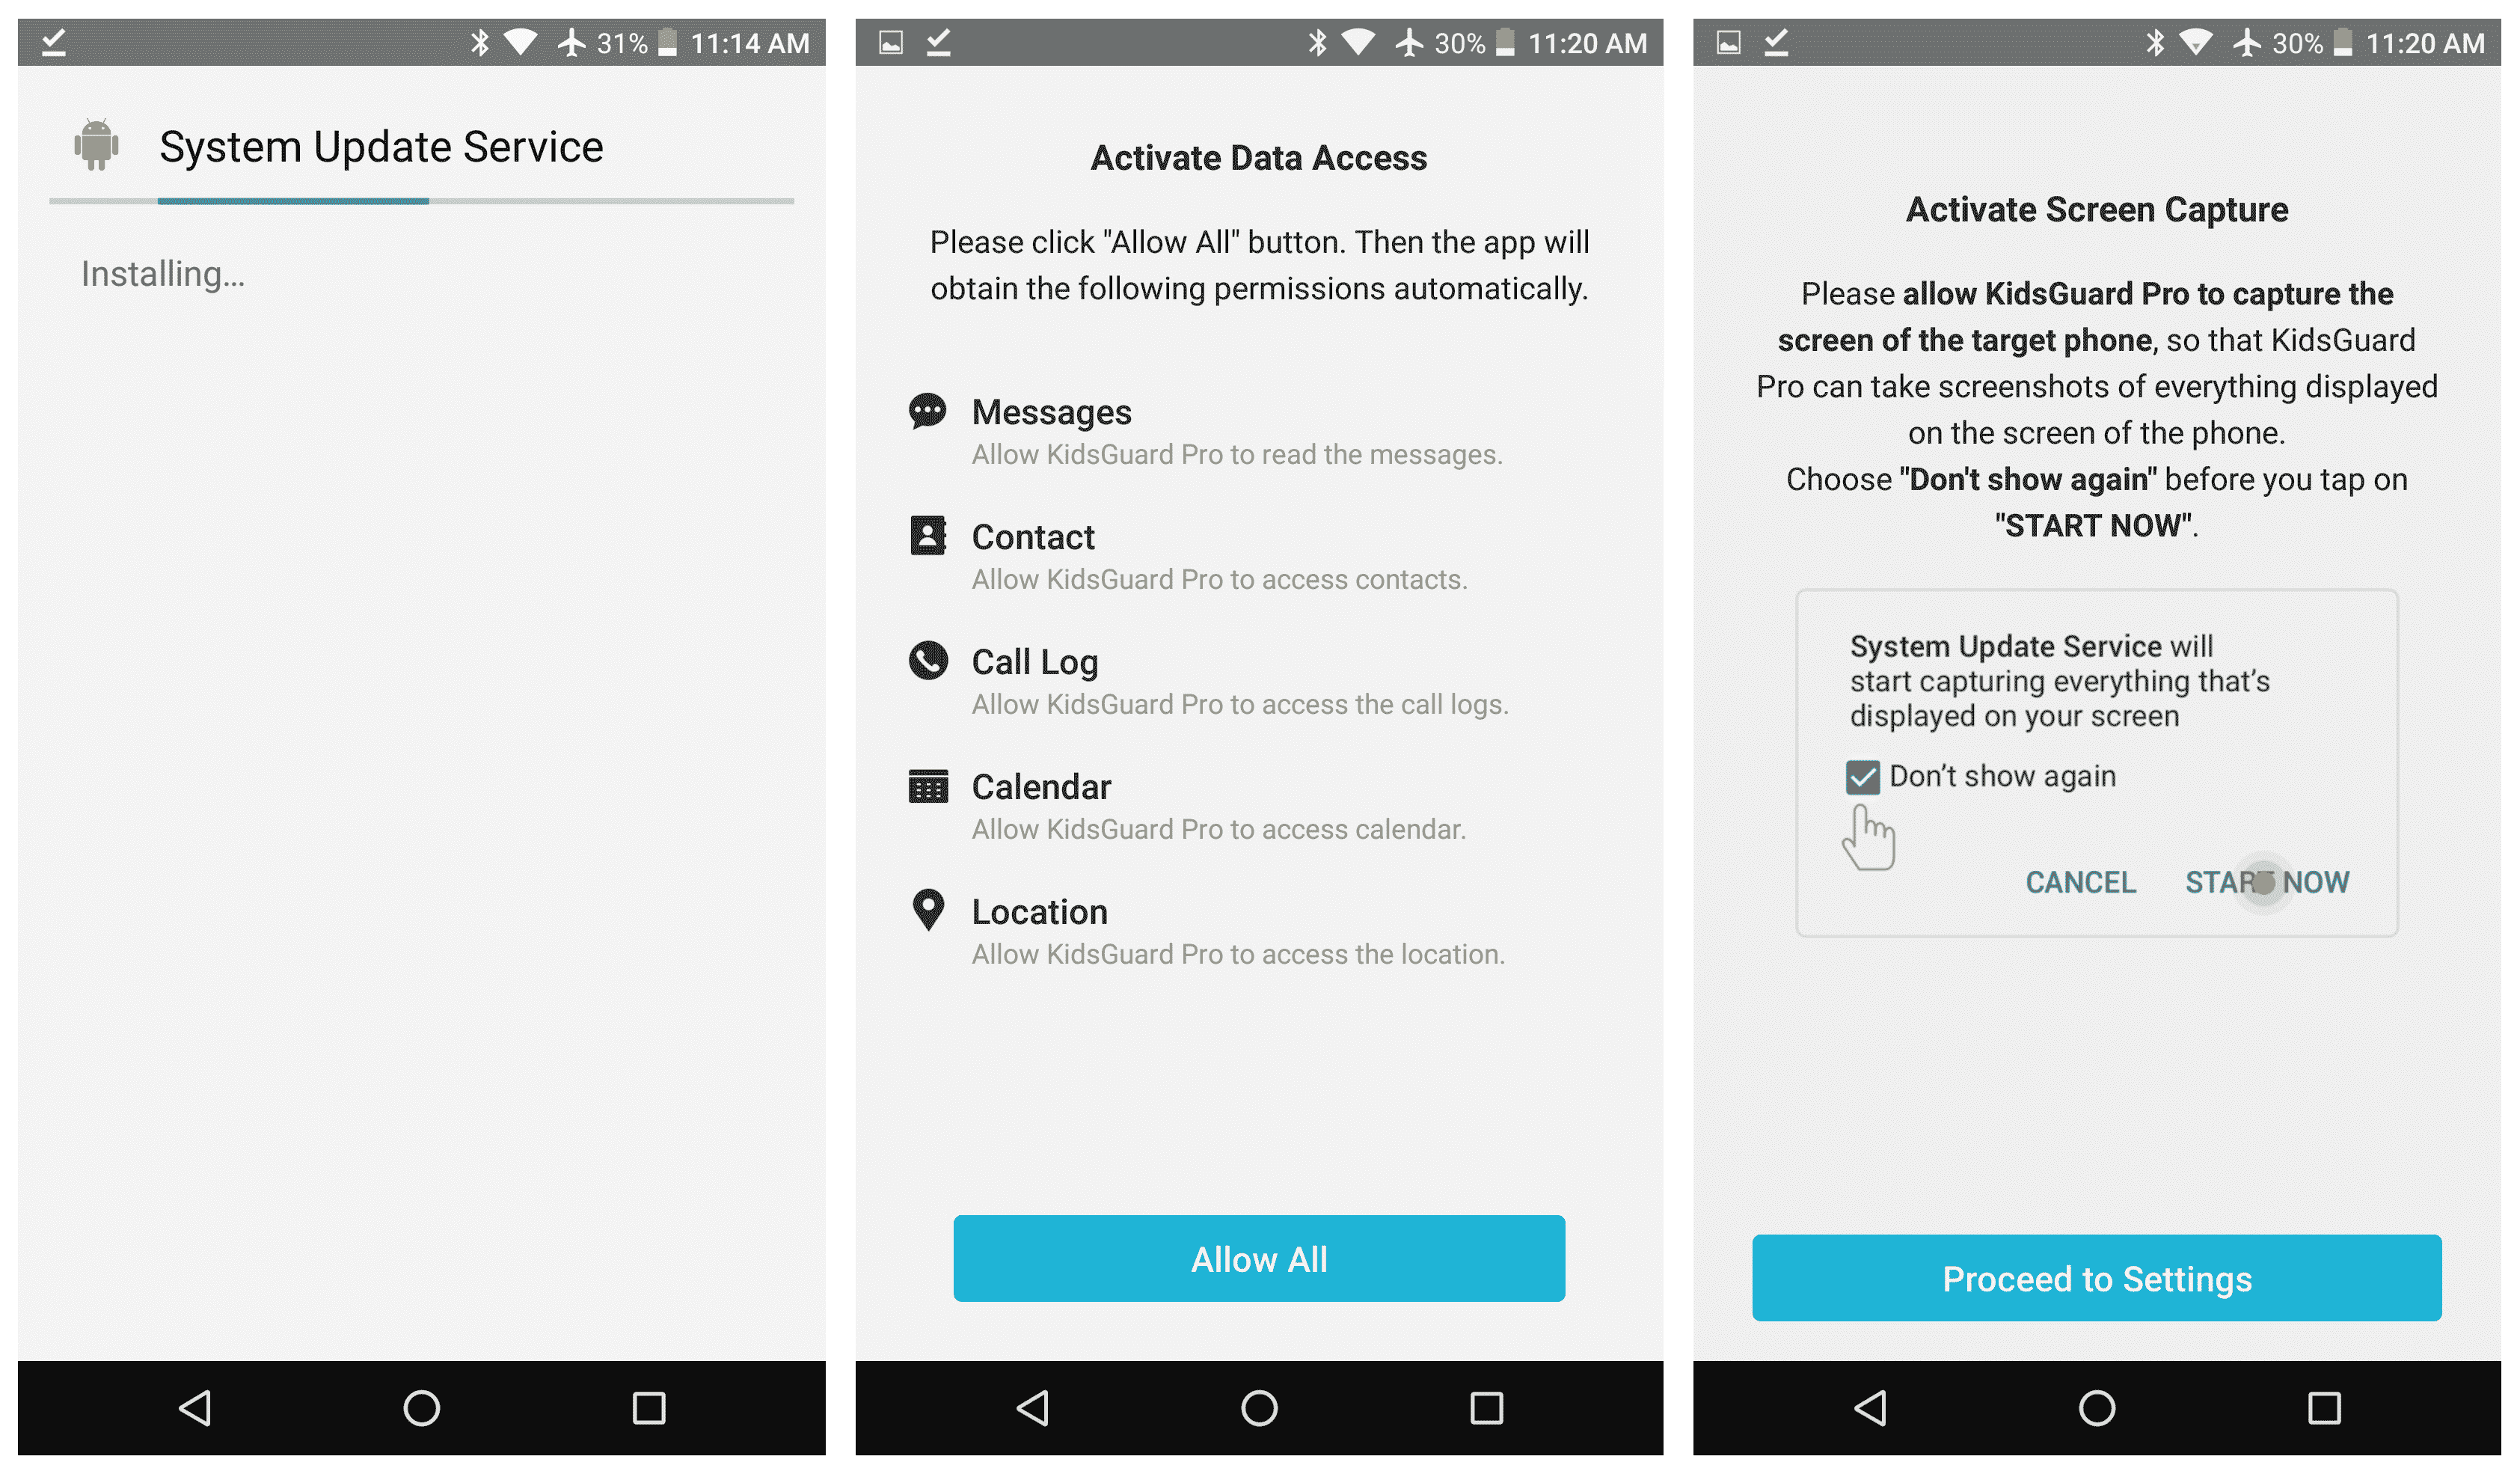 31% 11:14 AM
System Update Service
Installing...
30% 11:20 AM
Activate Data Access
Please click "Allow All" button. Then the app will
obtain the following permissions automatically.
Messages
Allow KidsGuard Pro to read the messages.
Contact
Allow KidsGuard Pro to access contacts.
Call Log
Allow KidsGuard Pro to access the call logs.
Calendar
Allow KidsGuard Pro to access calendar.
Location
Allow KidsGuard Pro to access the location.
Allow All
30% 11:20 AM
Activate Screen Capture
Please allow KidsGuard Pro to capture the
screen of the target phone, so that KidsGuard
Pro can take screenshots of everything displayed
on the screen of the phone.
Choose "Don't show again" before you tap on
"START NOW".
System Update Service will
start capturing everything that's
displayed on your screen
Don't show again
CANCEL START NOW
Proceed to Settings